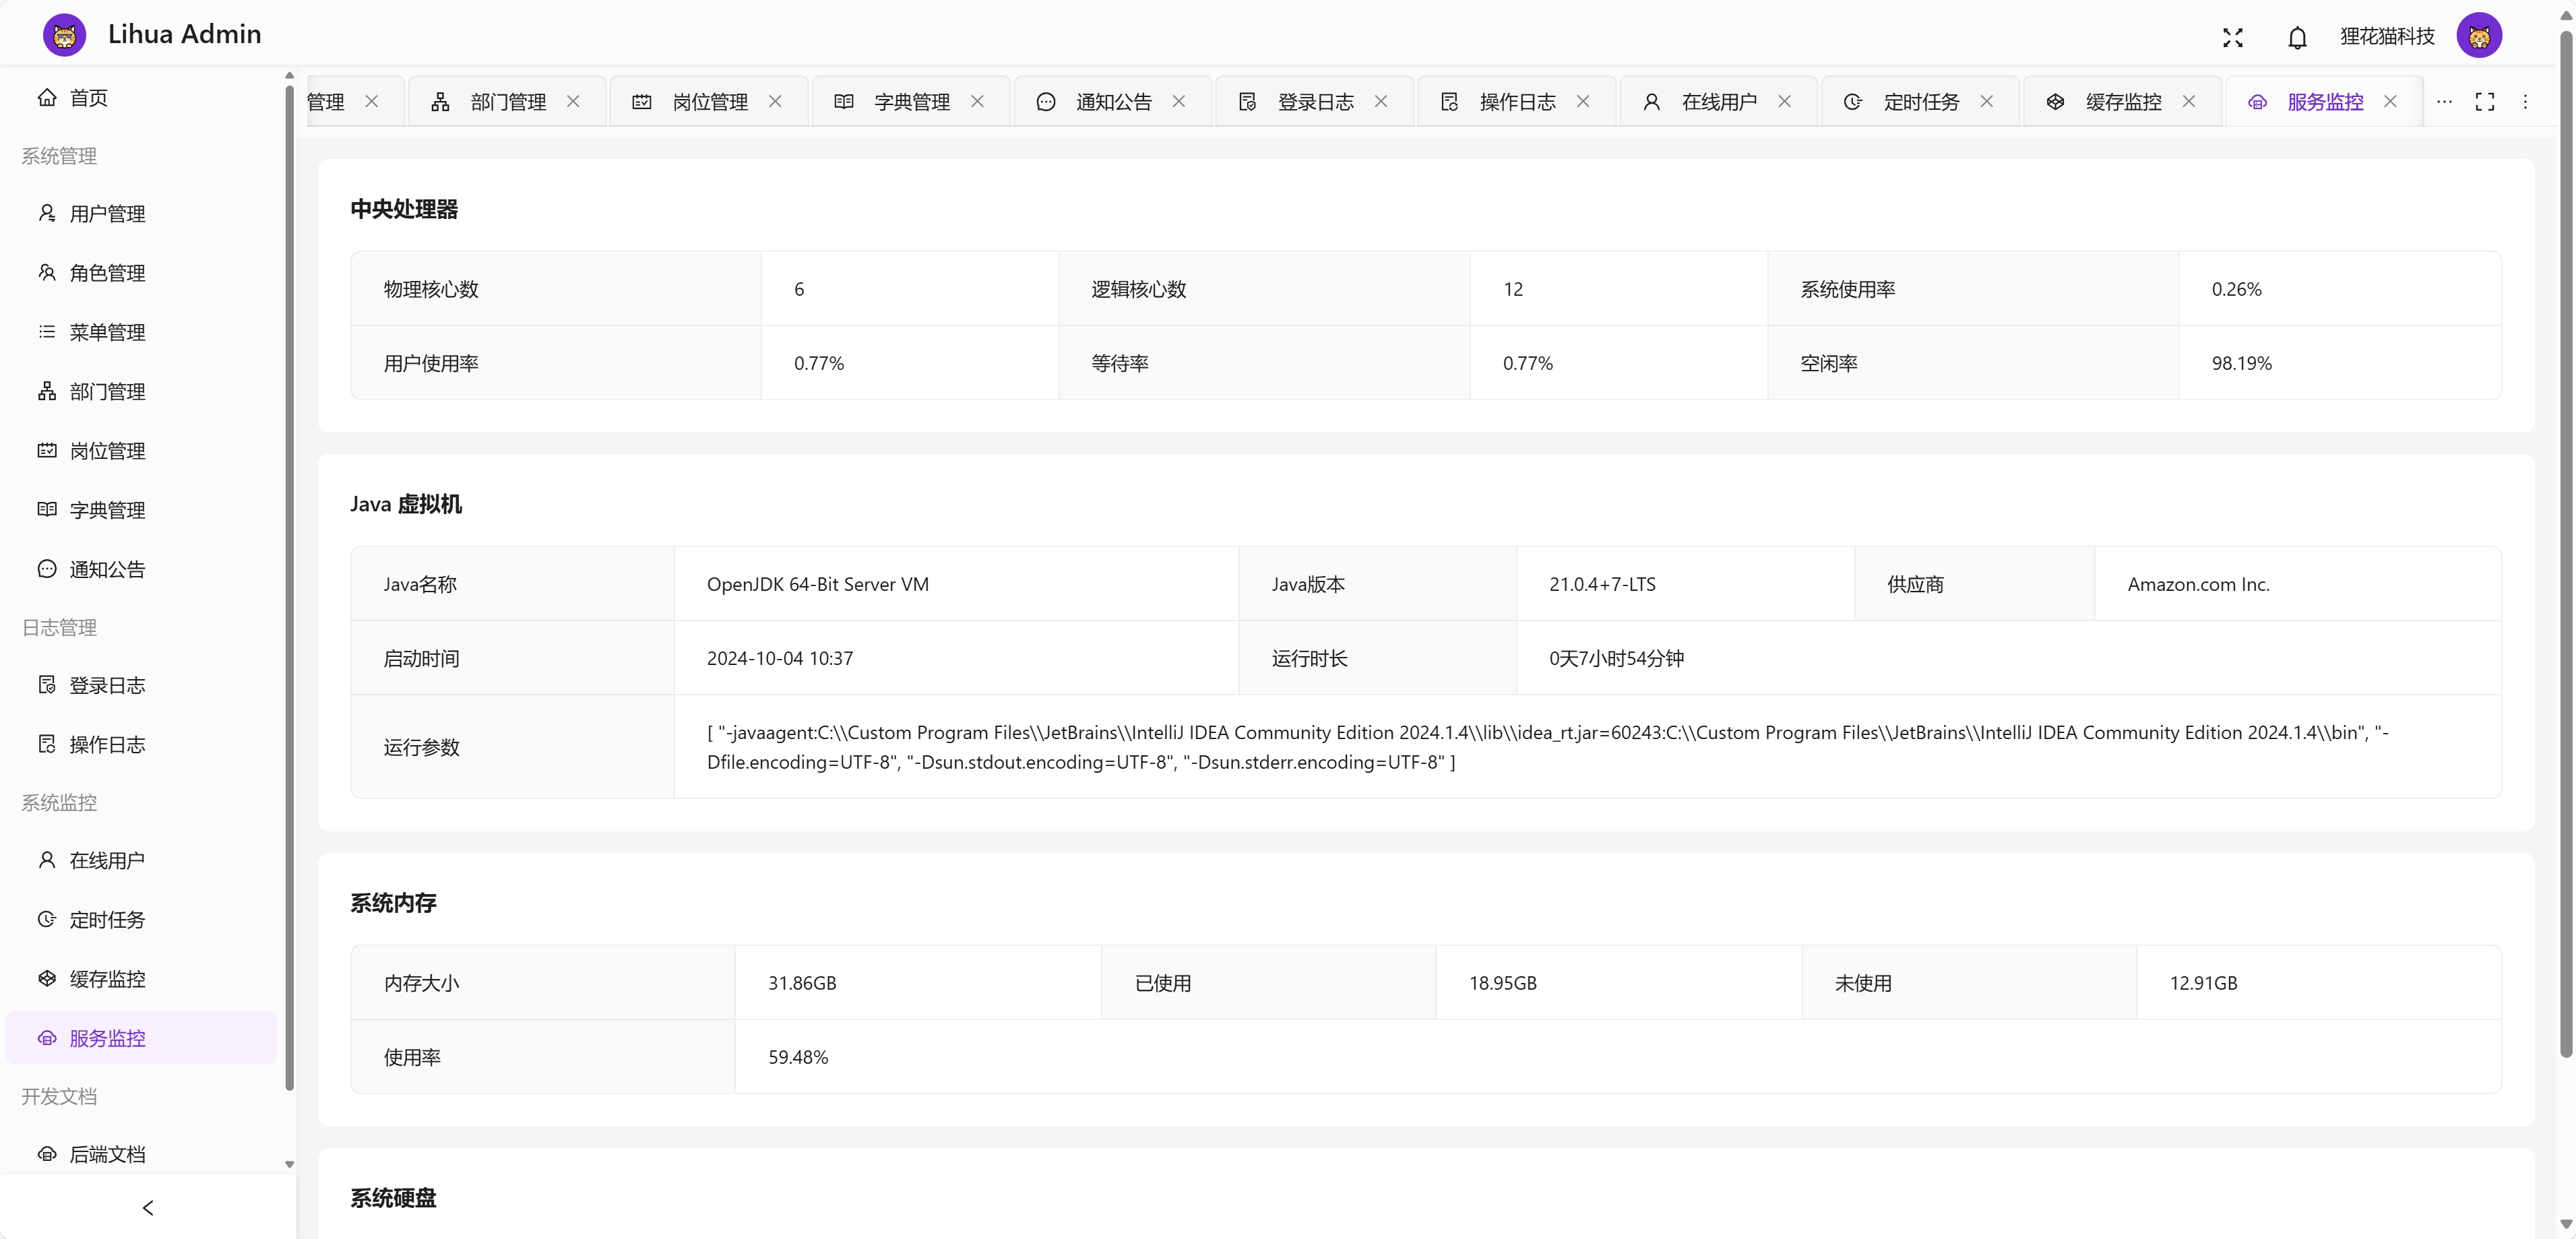 Lihua Admin
狸花猫科技
首页
系统管理
用户管理
角色管理
菜单管理
部门管理
岗位管理
字典管理
通知公告
日志管理
登录日志
操作日志
系统监控
在线用户
定时任务
缓存监控
服务监控
开发文档
后端文档
管理 部门管理 岗位管理 字典管理 通知公告 登录日志 操作日志 在线用户 定时任务 缓存监控 服务监控
中央处理器
物理核心数 6 逻辑核心数 12 系统使用率 0.26%
用户使用率 0.77% 等待率 0.77% 空闲率 98.19%
Java 虚拟机
Java名称 OpenJDK 64-Bit Server VM Java版本 21.0.4+7-LTS 供应商 Amazon.com Inc.
启动时间 2024-10-04 10:37 运行时长 0天7小时54分钟
运行参数 [ "-javaagent:C:\\Custom Program Files\\JetBrains\\IntelliJ IDEA Community Edition 2024.1.4\\lib\\idea_rt.jar=60243:C:\\Custom Program Files\\JetBrains\\IntelliJ IDEA Community Edition 2024.1.4\\bin", "-
Dfile.encoding=UTF-8", "-Dsun.stdout.encoding=UTF-8", "-Dsun.stderr.encoding=UTF-8" ]
系统内存
内存大小 31.86GB 已使用 18.95GB 未使用 12.91GB
使用率 59.48%
系统硬盘